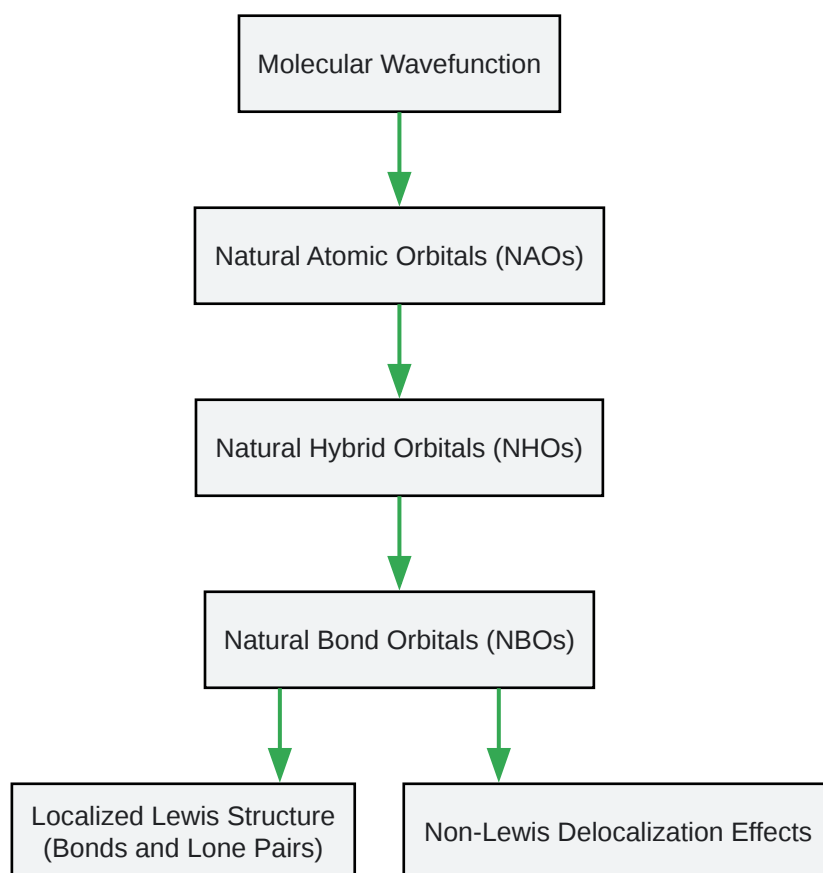 Molecular Wavefunction
Natural Atomic Orbitals (NAOs)
Natural Hybrid Orbitals (NHOs)
Natural Bond Orbitals (NBOs)
Localized Lewis Structure
(Bonds and Lone Pairs)
Non-Lewis Delocalization Effects